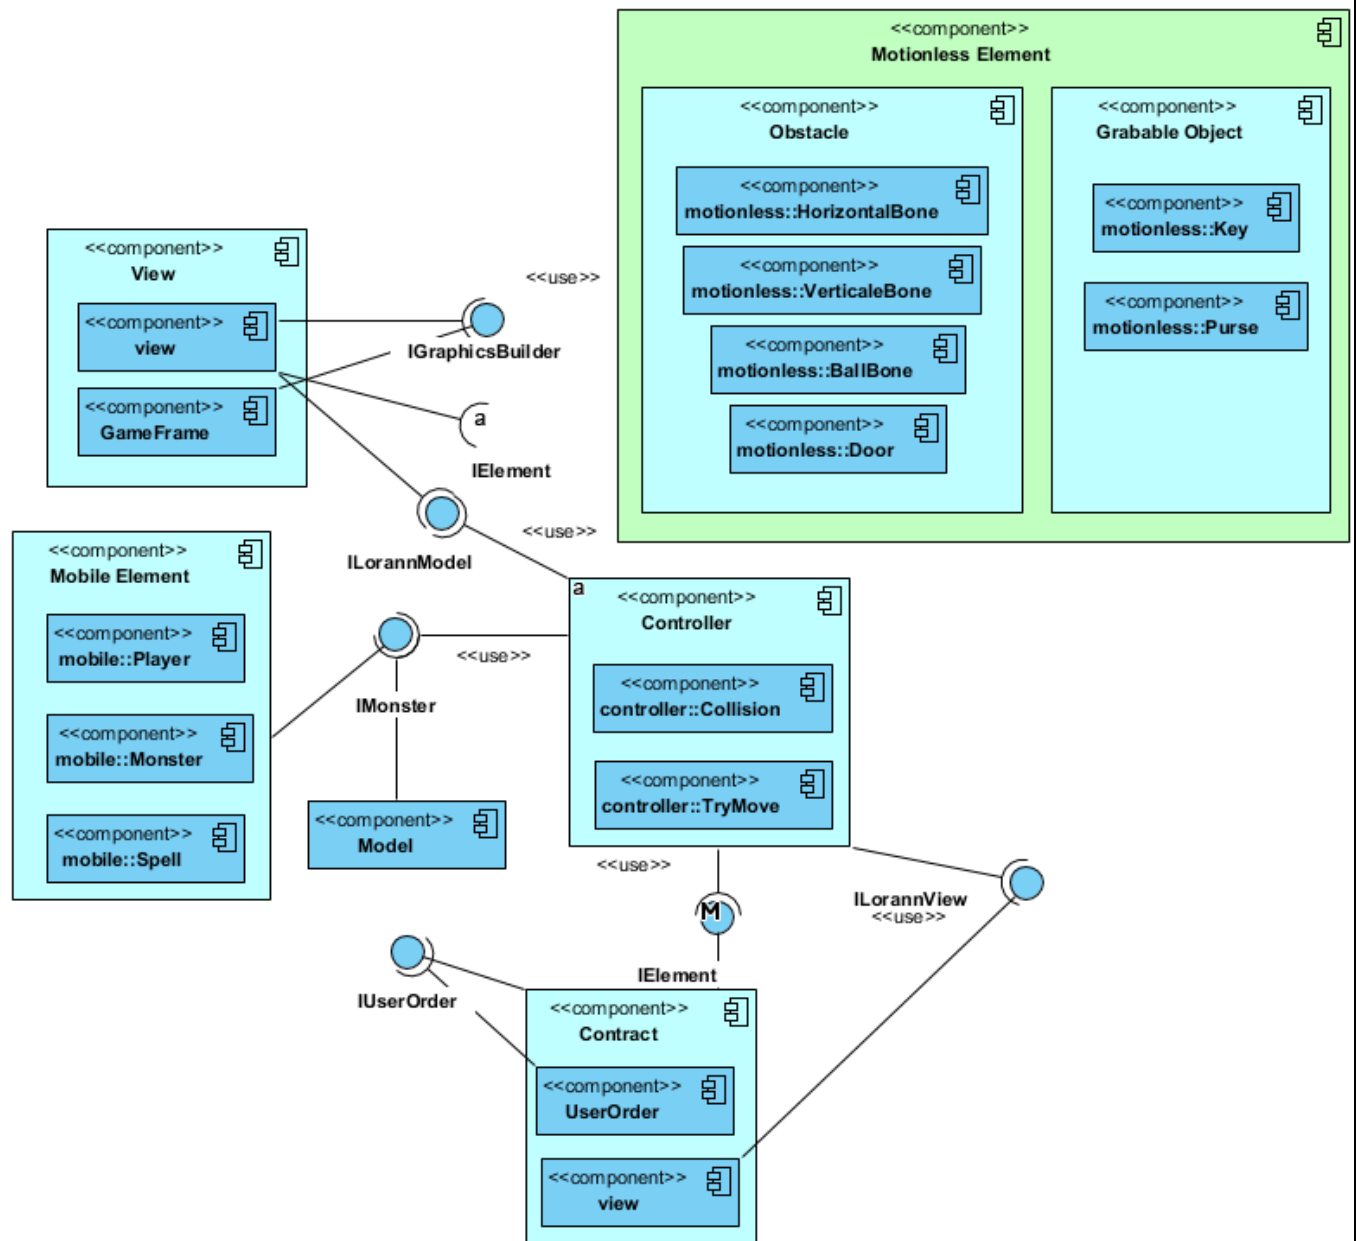 <<component>>
Motionless Element
<<component>>
Obstacle
<<component>>
motionless::HorizontalBone
<<component>>
motionless::VerticaleBone
<<component>>
motionless::BallBone
<<component>>
motionless::Door
<<component>>
Grabable Object
<<component>>
motionless::Key
<<component>>
motionless::Purse
<<component>>
View
<<component>>
view
<<component>>
GameFrame
<<use>>
IGraphicsBuilder
a
IElement
ILorannModel
<<use>>
<<component>>
Mobile Element
<<component>>
mobile::Player
<<component>>
mobile::Monster
<<component>>
mobile::Spell
<<use>>
IMonster
<<component>>
Model
a
<<component>>
Controller
<<component>>
controller::Collision
<<component>>
controller::TryMove
<<use>>
M
IElement
ILorannView
<<use>>
IUserOrder
<<component>>
Contract
<<component>>
UserOrder
<<component>>
view